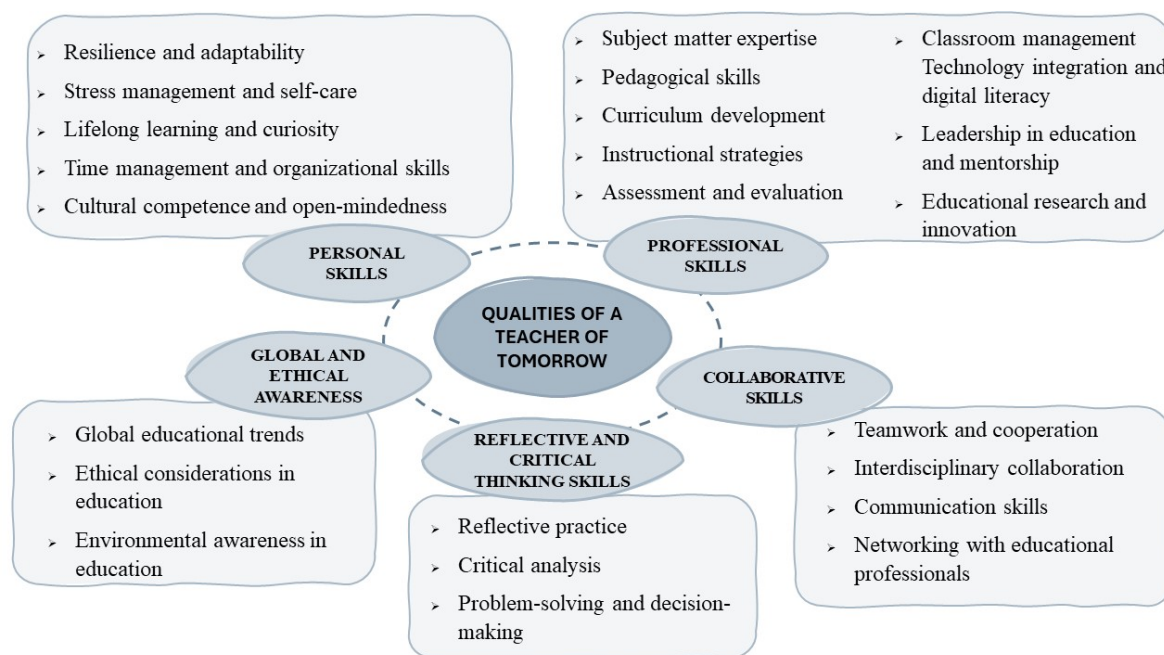 ➢ Resilience and adaptability
➢ Stress management and self-care
➢ Lifelong learning and curiosity
➢ Time management and organizational skills
➢ Cultural competence and open-mindedness
PERSONAL
SKILLS
➢ Subject matter expertise
➢ Pedagogical skills
➢ Curriculum development
➢ Instructional strategies
➢ Assessment and evaluation
➢ Classroom management
Technology integration and
digital literacy
➢ Leadership in education
and mentorship
➢ Educational research and
innovation
PROFESSIONAL
SKILLS
QUALITIES OF A
TEACHER OF
TOMORROW
GLOBAL AND
ETHICAL
AWARENESS
➢ Global educational trends
➢ Ethical considerations in
education
➢ Environmental awareness in
education
REFLECTIVE AND
CRITICAL
THINKING SKILLS
➢ Reflective practice
➢ Critical analysis
➢ Problem-solving and decision-
making
COLLABORATIVE
SKILLS
➢ Teamwork and cooperation
➢ Interdisciplinary collaboration
➢ Communication skills
➢ Networking with educational
professionals